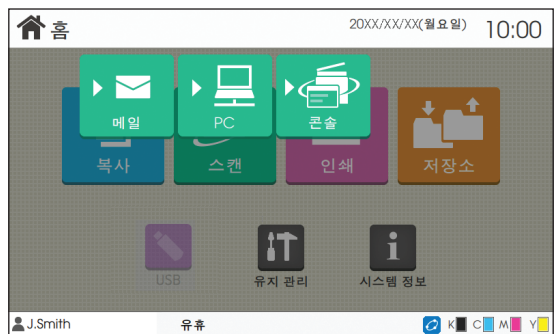 홈
20XX/XX/XX(월요일) 10:00
메일 PC 콘솔
복사 스캔 인쇄 저장소
USB 유지 관리 시스템 정보
J.Smith 유휴 K C M Y